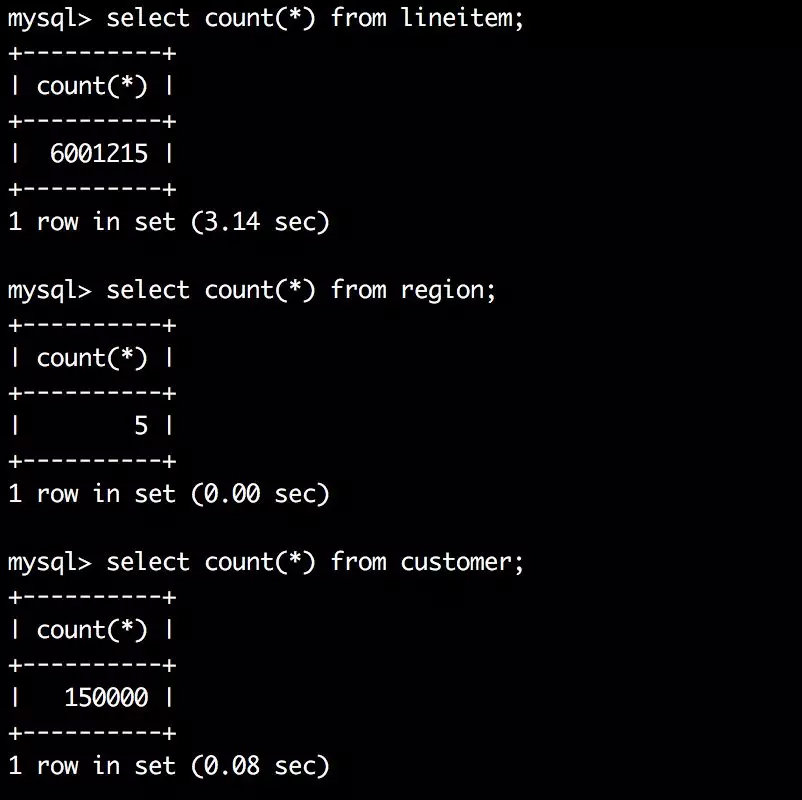 mysql> select count(*) from lineitem;
+----------+
| count(*) |
+----------+
|  6001215 |
+----------+
1 row in set (3.14 sec)

mysql> select count(*) from region;
+----------+
| count(*) |
+----------+
|        5 |
+----------+
1 row in set (0.00 sec)

mysql> select count(*) from customer;
+----------+
| count(*) |
+----------+
|   150000 |
+----------+
1 row in set (0.08 sec)